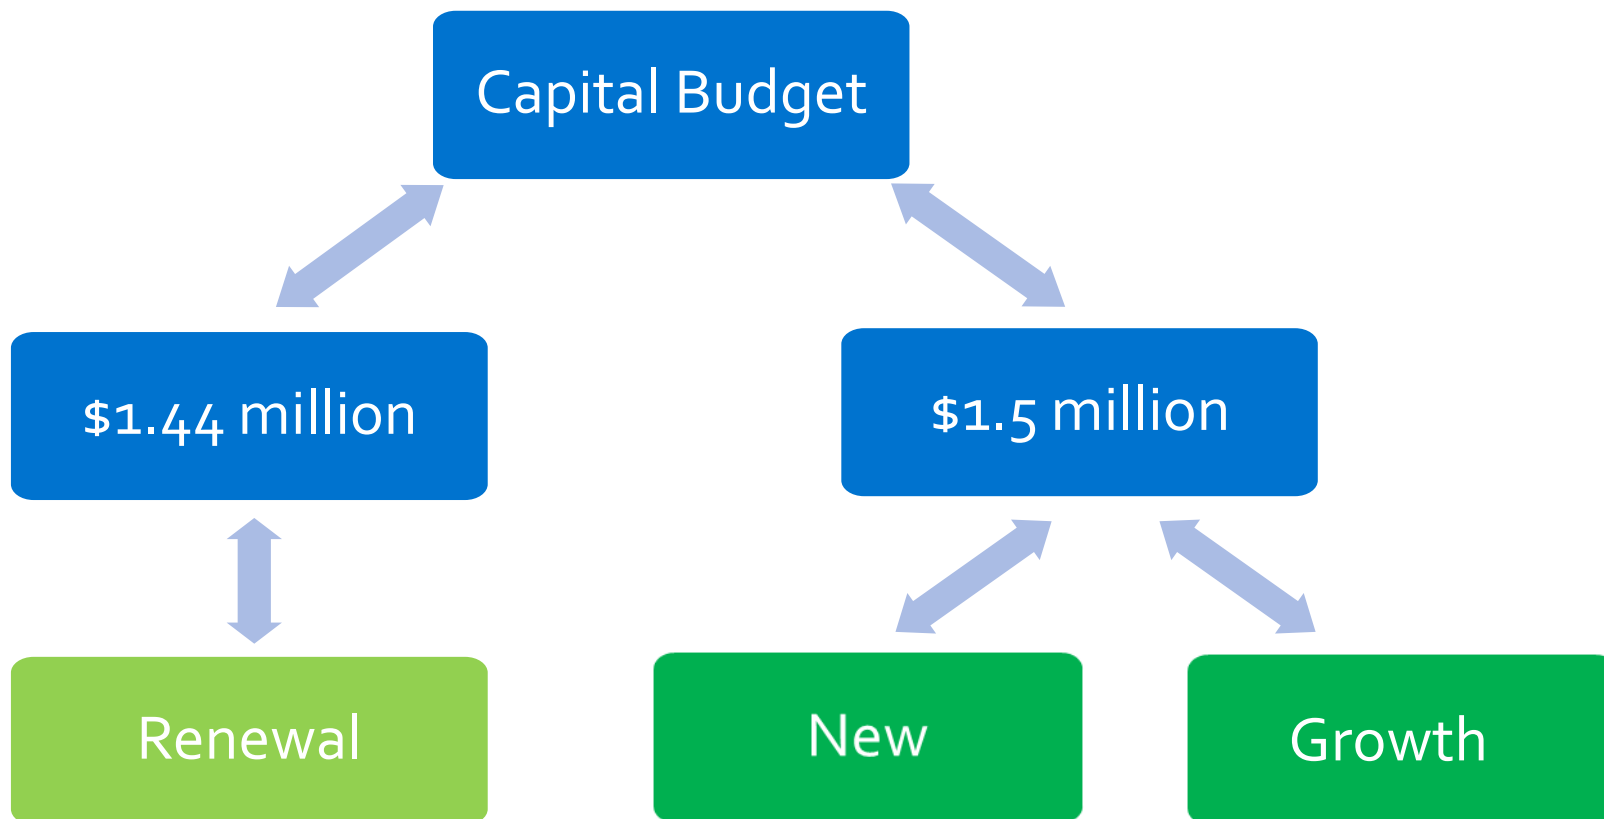 Capital Budget
$1.44 million
$1.5 million
Renewal
New
Growth